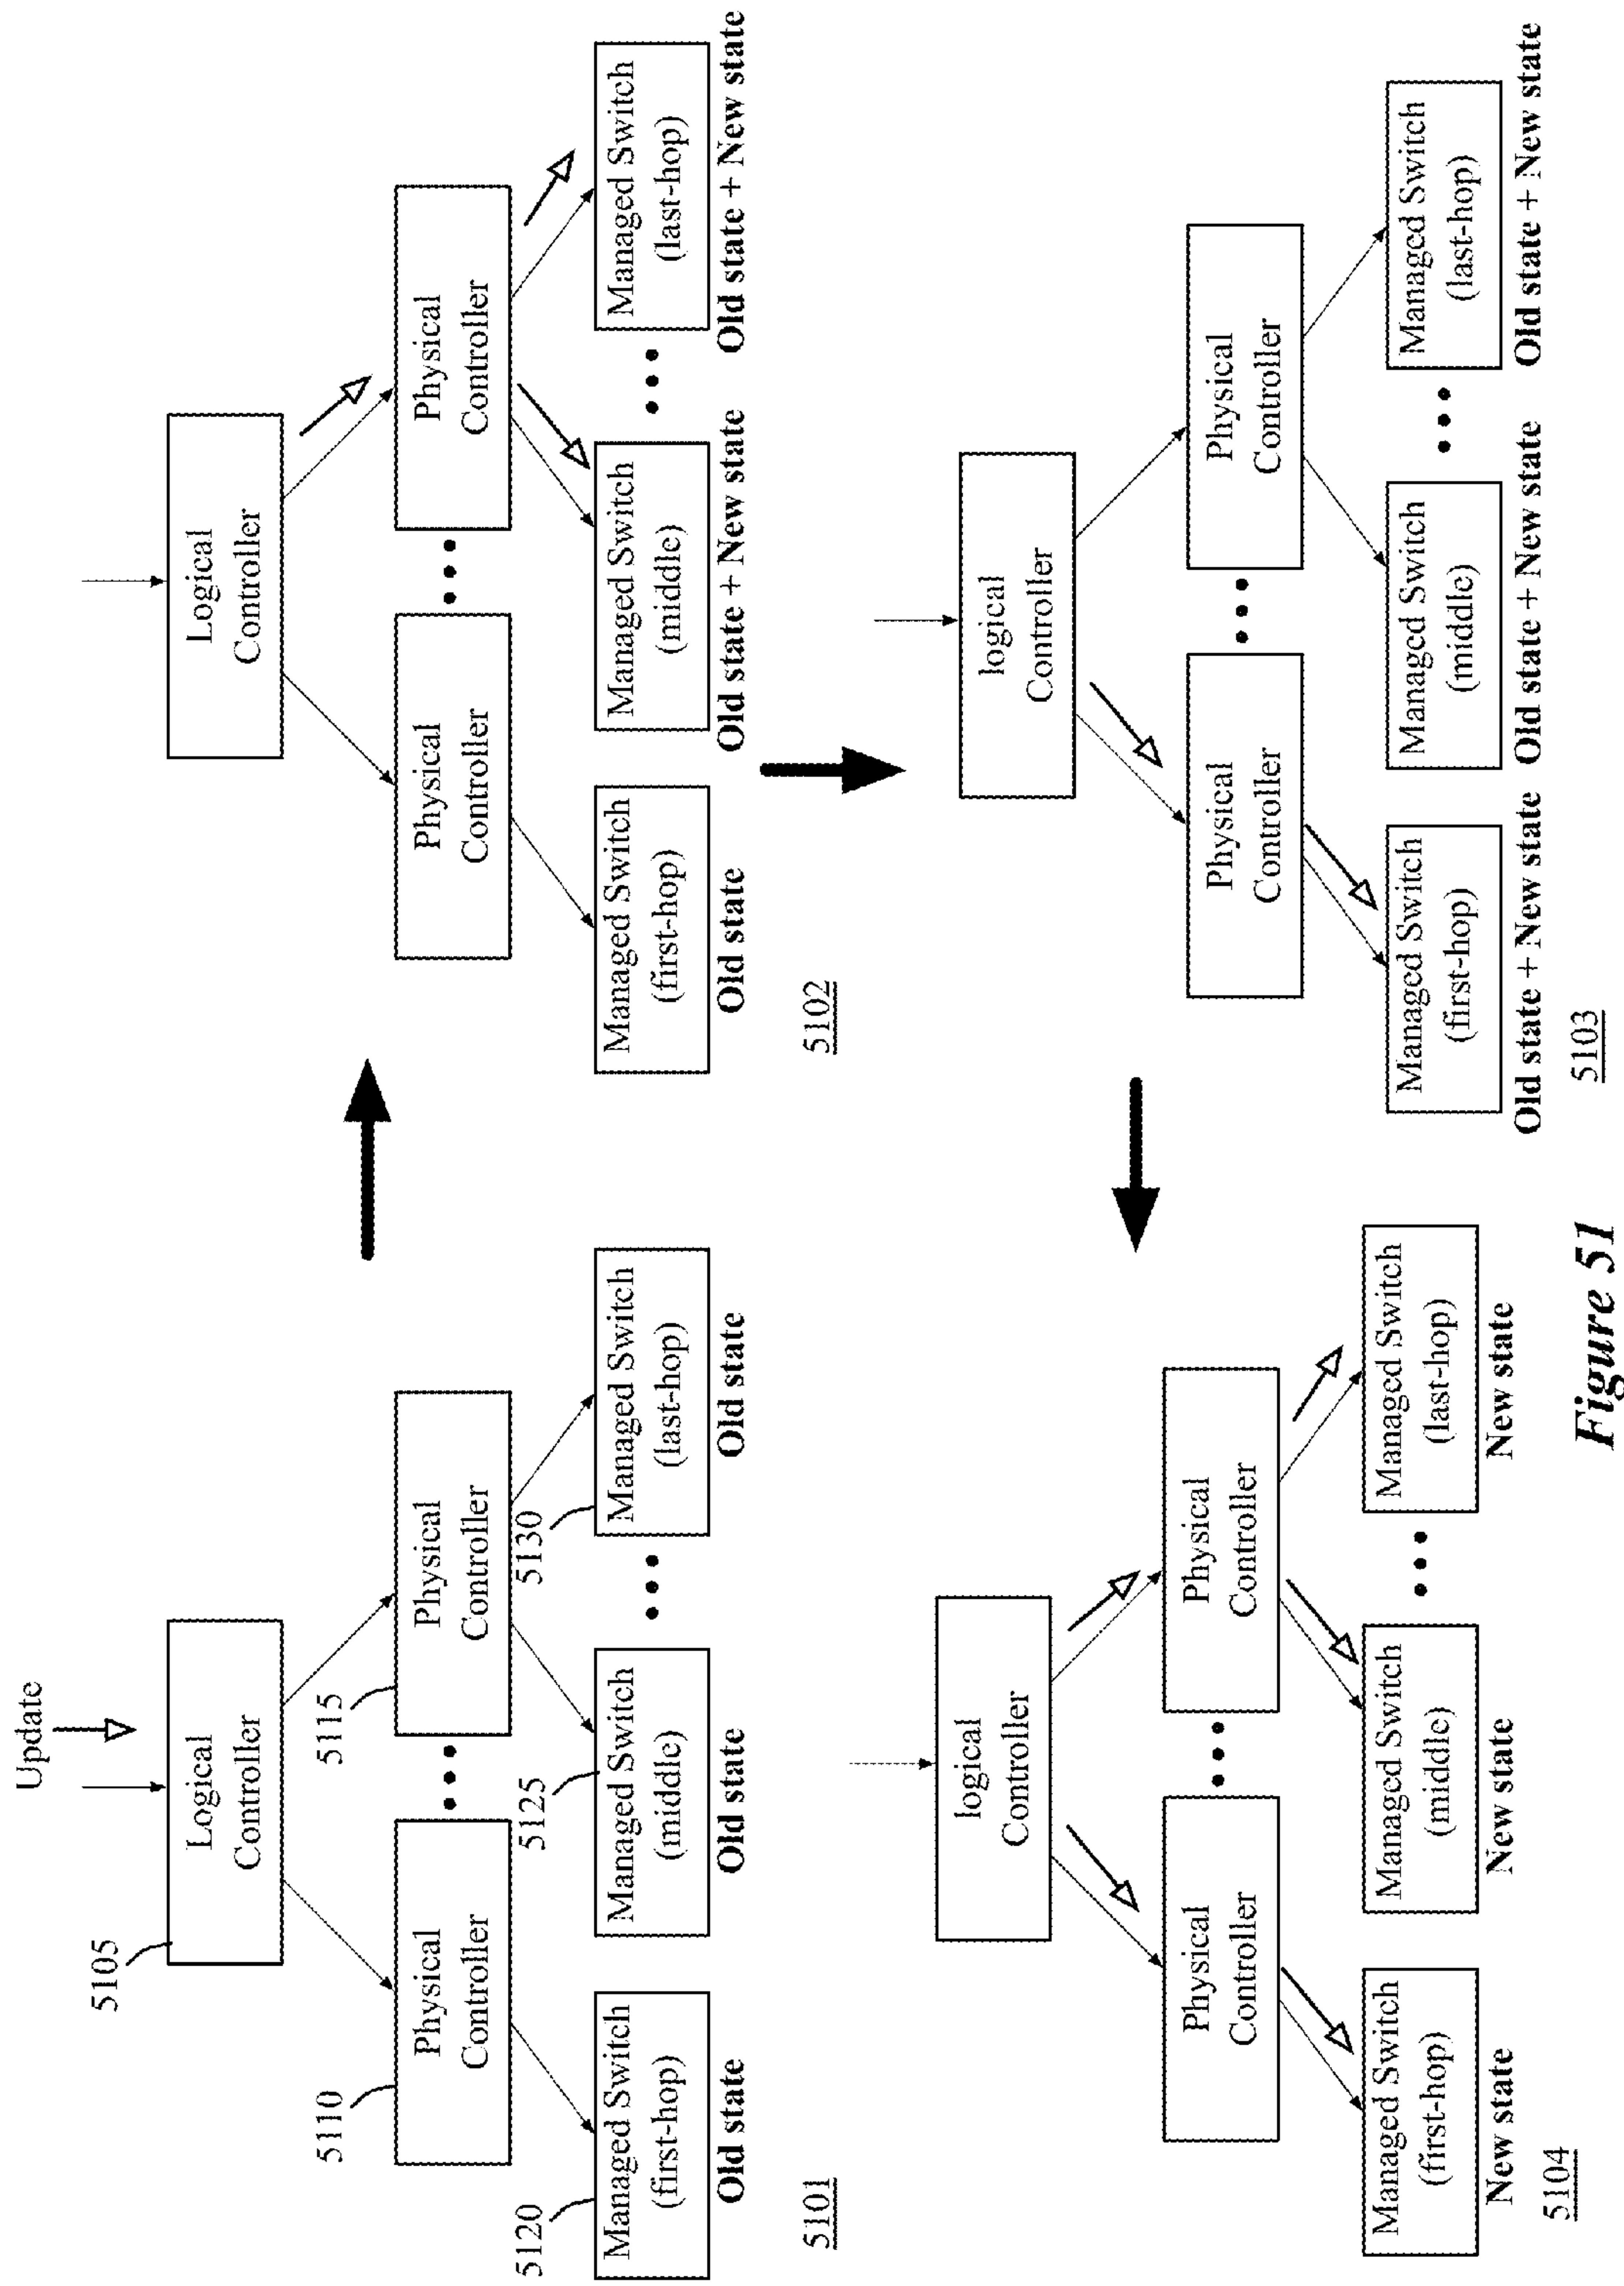 Update
5105
Logical
Controller
5110
Physical
Controller
5115
Physical
Controller
5120
Managed Switch
(first-hop)
5125
Managed Switch
(middle)
5130
Managed Switch
(last-hop)
Old state
Old state
Old state
5101
Logical
Controller
Physical
Controller
Physical
Controller
Managed Switch
(first-hop)
Managed Switch
(middle)
Managed Switch
(last-hop)
Old state
Old state + New state
Old state + New state
5102
logical
Controller
Physical
Controller
Physical
Controller
Managed Switch
(first-hop)
Managed Switch
(middle)
Managed Switch
(last-hop)
Old state + New state
Old state + New state
Old state + New state
5103
logical
Controller
Physical
Controller
Physical
Controller
Managed Switch
(first-hop)
Managed Switch
(middle)
Managed Switch
(last-hop)
New state
New state
New state
5104
Figure 51